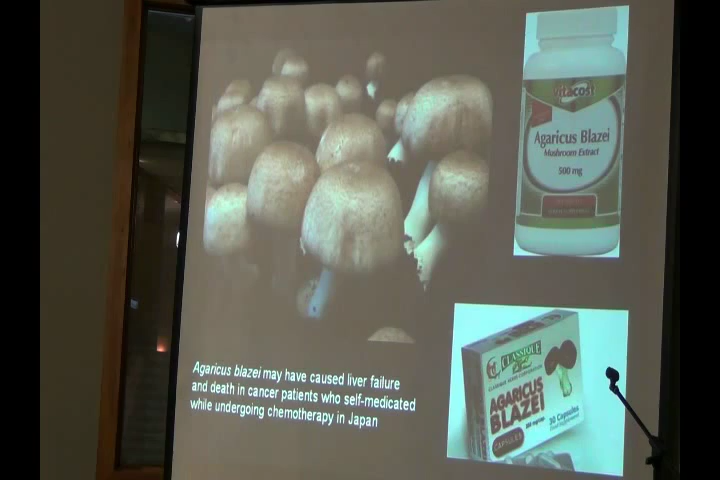 vitacost
Agaricus Blazei
Mushroom Extract
500 mg
CLASSIQUE
AGARICUS
BLAZEI
30 Capsules
CAPSULES
Agaricus blazei may have caused liver failure
and death in cancer patients who self-medicated
while undergoing chemotherapy in Japan